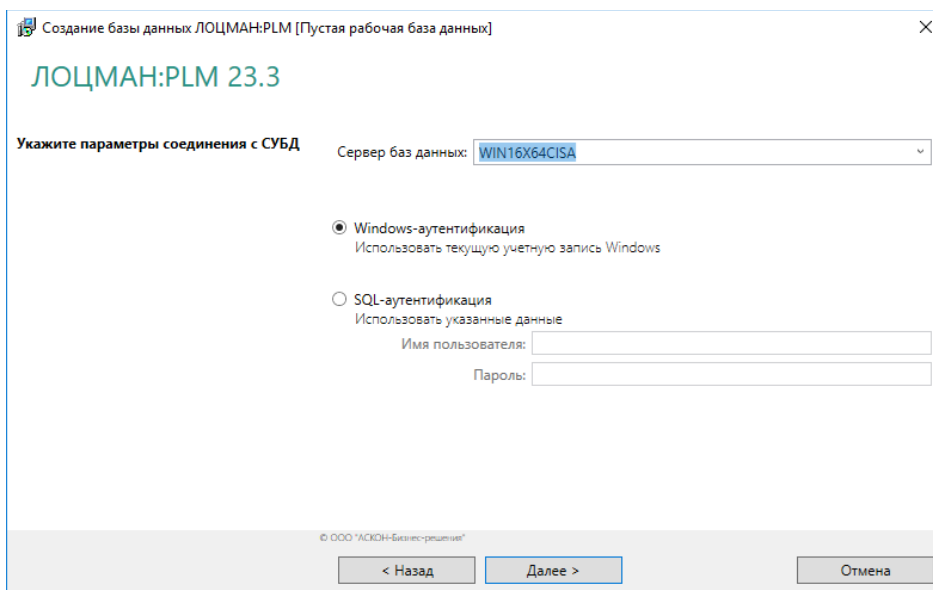 Создание базы данных ЛОЦМАН:PLM [Пустая рабочая база данных]
ЛОЦМАН:PLM 23.3
Укажите параметры соединения с СУБД
Сервер баз данных: WIN16X64CISA
Windows-аутентификация
Использовать текущую учетную запись Windows
SQL-аутентификация
Использовать указанные данные
Имя пользователя:
Пароль:
© ООО "АСКОН-Бизнес-решения"
< Назад Далее > Отмена